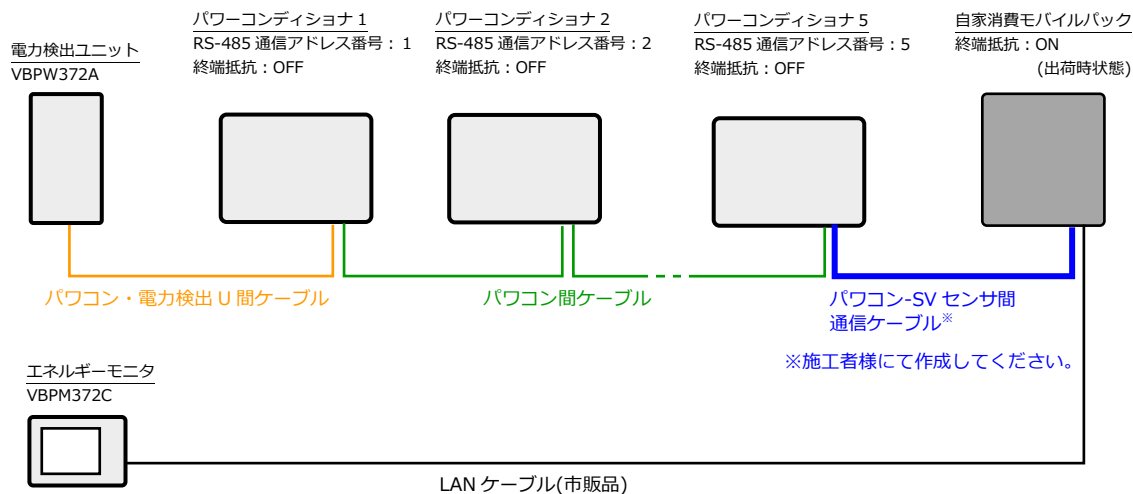 電力検出ユニット
VBPW372A
パワーコンディショナ 1
RS-485 通信アドレス番号： 1
終端抵抗：OFF
パワーコンディショナ 2
RS-485 通信アドレス番号：2
終端抵抗：OFF
パワーコンディショナ 5
RS-485 通信アドレス番号：5
終端抵抗：OFF
自家消費モバイルパック
終端抵抗：ON
(出荷時状態)
パワコン・電力検出 U 間ケーブル
パワコン間ケーブル
パワコン-SV センサ間
通信ケーブル※
※施工者様にて作成してください。
エネルギーモニタ
VBPM372C
LAN ケーブル(市販品)